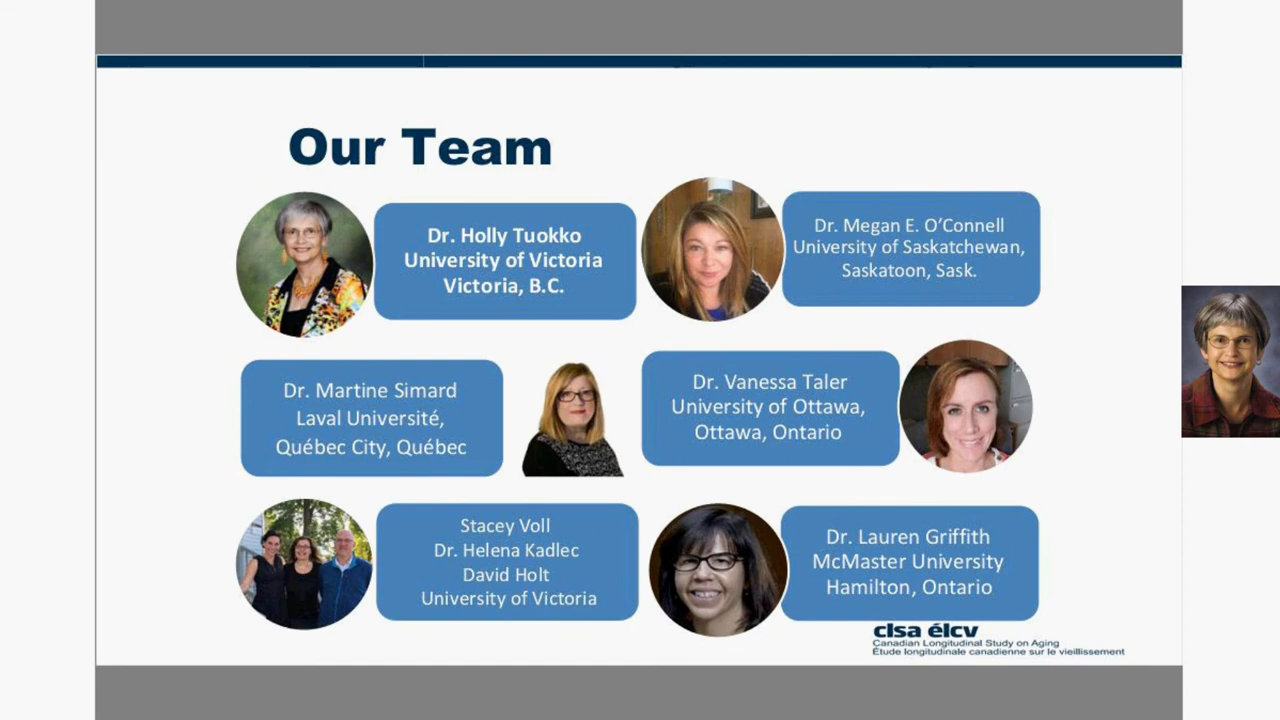 Our Team
Dr. Holly Tuokko
University of Victoria
Victoria, B.C.
Dr. Megan E. O’Connell
University of Saskatchewan,
Saskatoon, Sask.
Dr. Martine Simard
Laval Université,
Québec City, Québec
Dr. Vanessa Taler
University of Ottawa,
Ottawa, Ontario
Stacey Voll
Dr. Helena Kadlec
David Holt
University of Victoria
Dr. Lauren Griffith
McMaster University
Hamilton, Ontario
clsa élcv
Canadian Longitudinal Study on Aging
Étude longitudinale canadienne sur le vieillissement